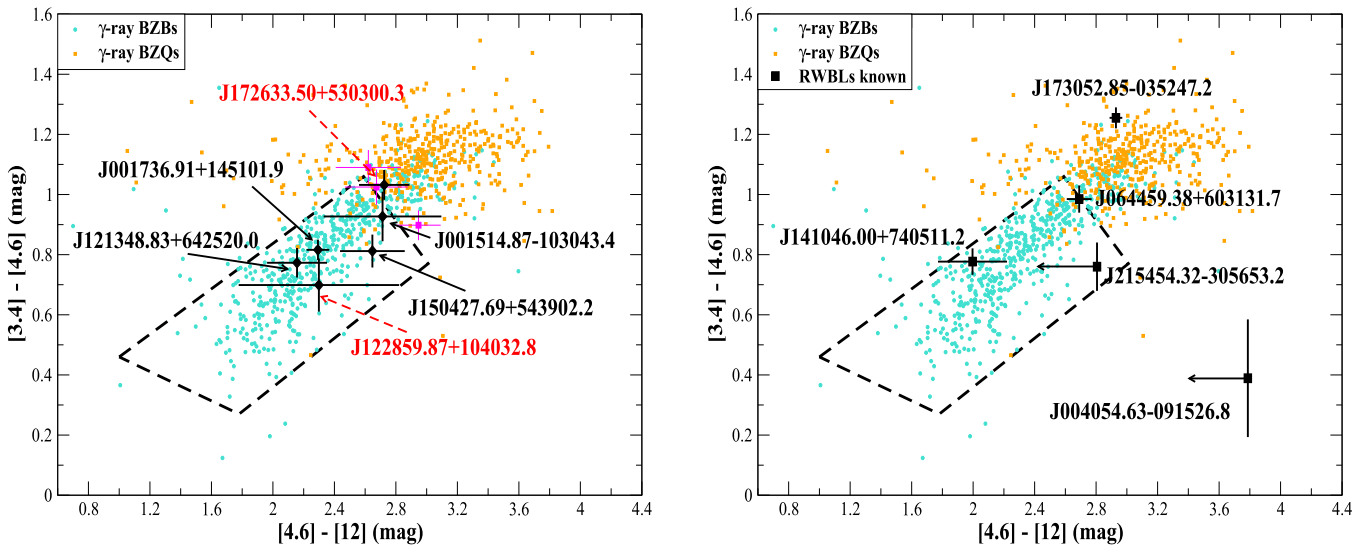 1.6
1.4
1.2
1
0.8
0.6
0.4
0.2
0
[3.4] - [4.6] (mag)
γ-ray BZBs
γ-ray BZQs
J172633.50+530300.3
J001736.91+145101.9
J121348.83+642520.0
J001514.87-103043.4
J150427.69+543902.2
J122859.87+104032.8
0.8 1.2 1.6 2 2.4 2.8 3.2 3.6 4 4.4
[4.6] - [12] (mag)
1.6
1.4
1.2
1
0.8
0.6
0.4
0.2
0
[3.4] - [4.6] (mag)
γ-ray BZBs
γ-ray BZQs
RWBLs known
J173052.85-035247.2
J064459.38+603131.7
J141046.00+740511.2
J215454.32-305653.2
J004054.63-091526.8
0.8 1.2 1.6 2 2.4 2.8 3.2 3.6 4 4.4
[4.6] - [12] (mag)